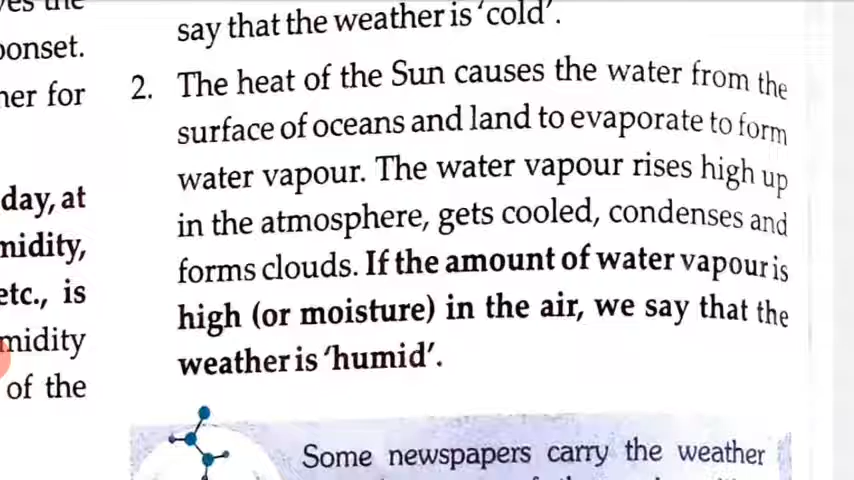 onset.
her for
day, at
midity,
etc., is
midity
of the
say that the weather is 'cold'.
2. The heat of the Sun causes the water from the
surface of oceans and land to evaporate to form
water vapour. The water vapour rises high up
in the atmosphere, gets cooled, condenses and
forms clouds. If the amount of water vapour is
high (or moisture) in the air, we say that the
weather is 'humid'.
Some newspapers carry the weather